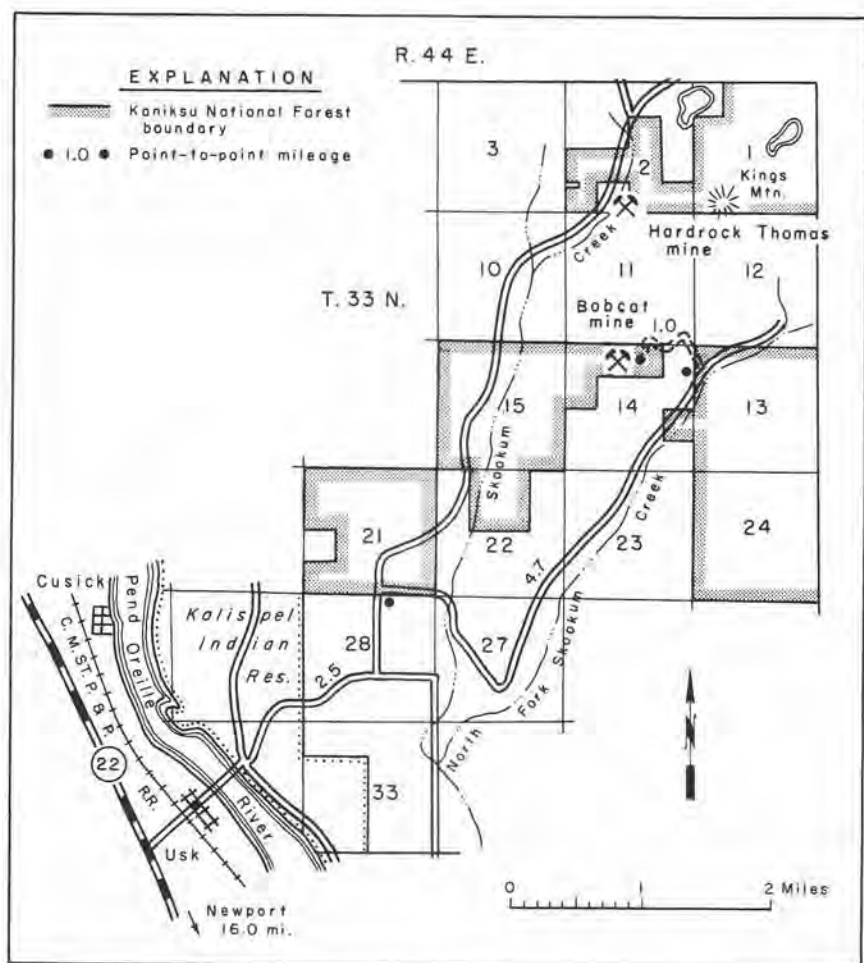 R. 44 E.
EXPLANATION
Kaniksu National Forest
boundary
1.0 Point-to-point mileage
3
2
1
Kings
Mtn.
Hardrock Thomas
mine
Creek
10
11
12
T. 33 N.
Bobcat
mine
1.0
15
14
13
Skookum
21
22
23
24
Creek
4.7
Cusick
Pend Oreille
Kalispel
Indian
Res.
28
27
2.5
Skookum
Fork
North
C. M. ST. P. & P.
R.R.
22
33
River
Usk
0 1 2 Miles
Newport
16.0 mi.